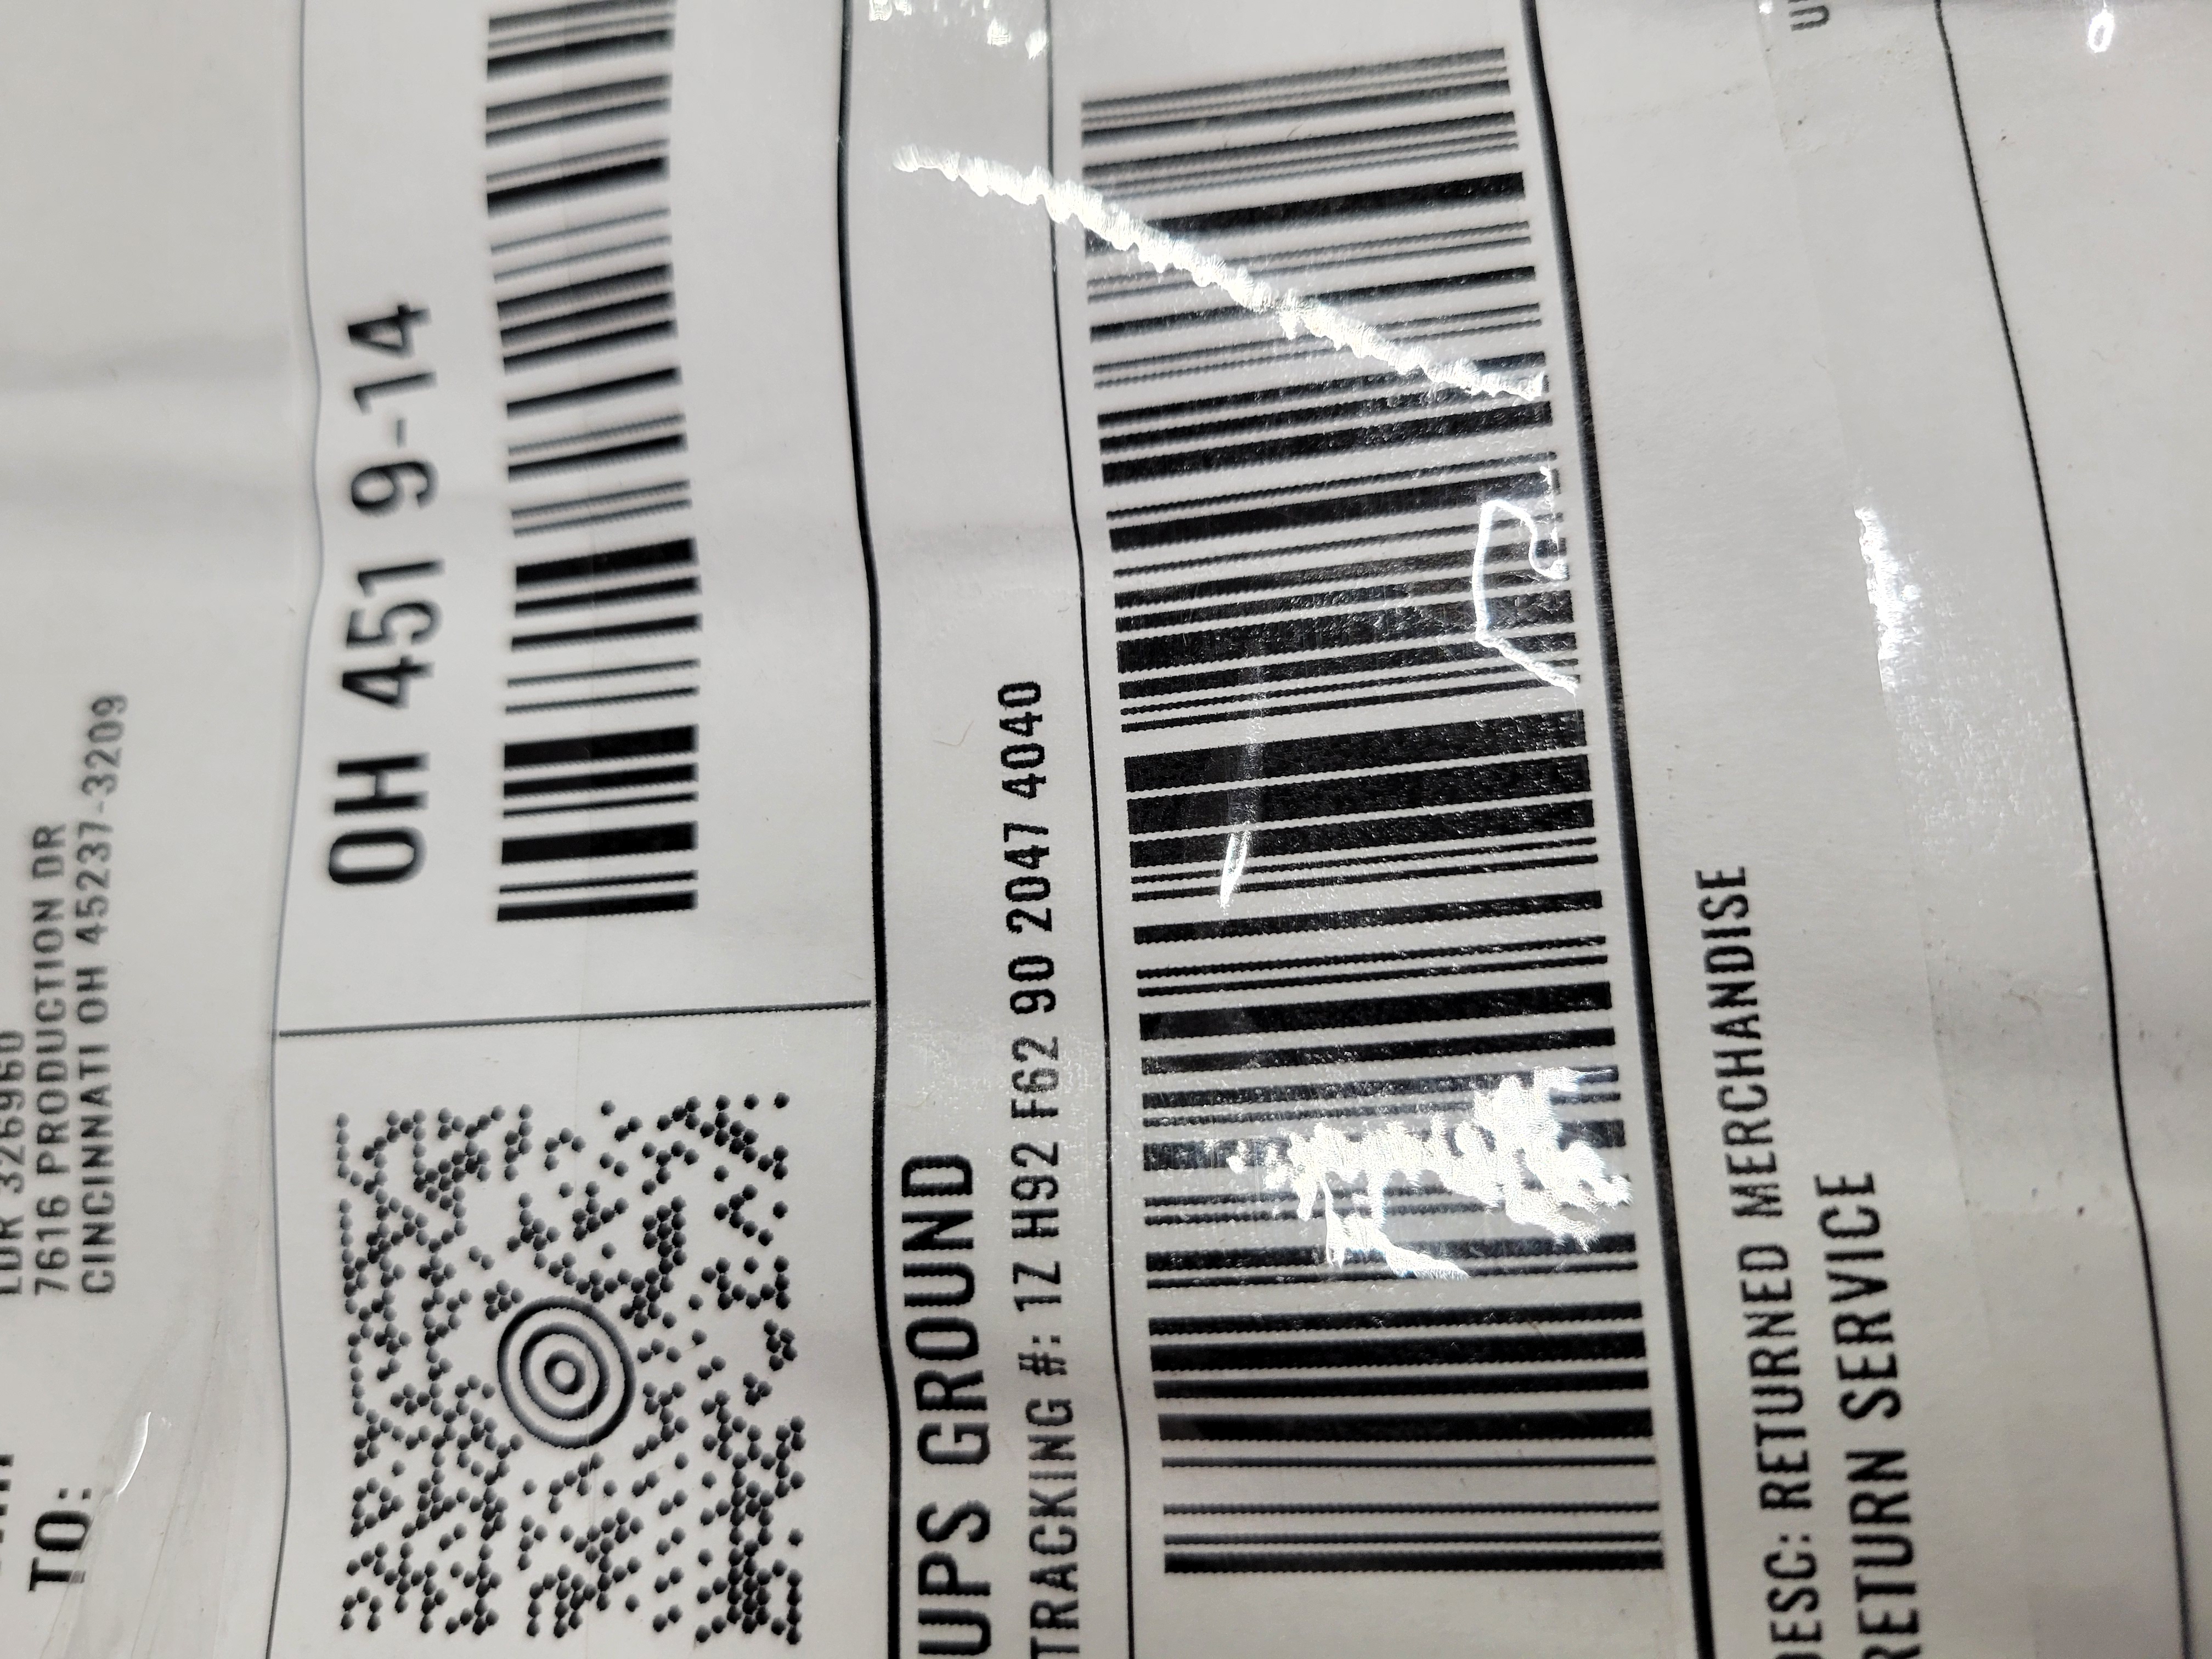 TO:
LDR 3269960
7616 PRODUCTION DR
CINCINNATI OH 45237-3209
OH 451 9-14
UPS GROUND
TRACKING #: 1Z H92 F62 90 2047 4040
DESC: RETURNED MERCHANDISE
RETURN SERVICE